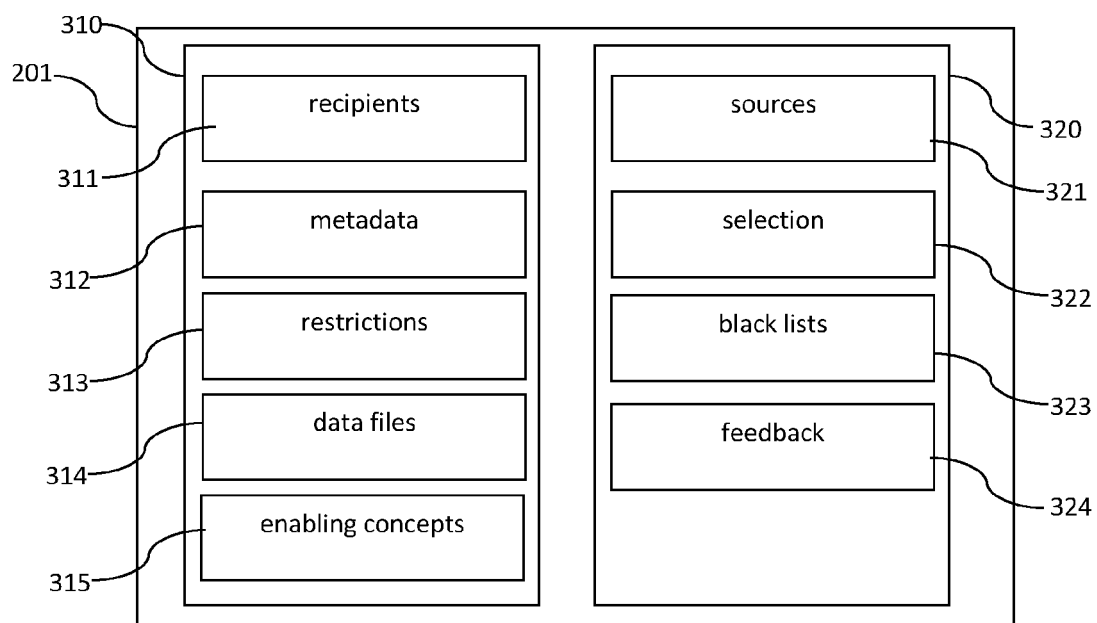 310
201
recipients
311
metadata
312
restrictions
313
data files
314
enabling concepts
315
sources
320
321
selection
322
black lists
323
feedback
324